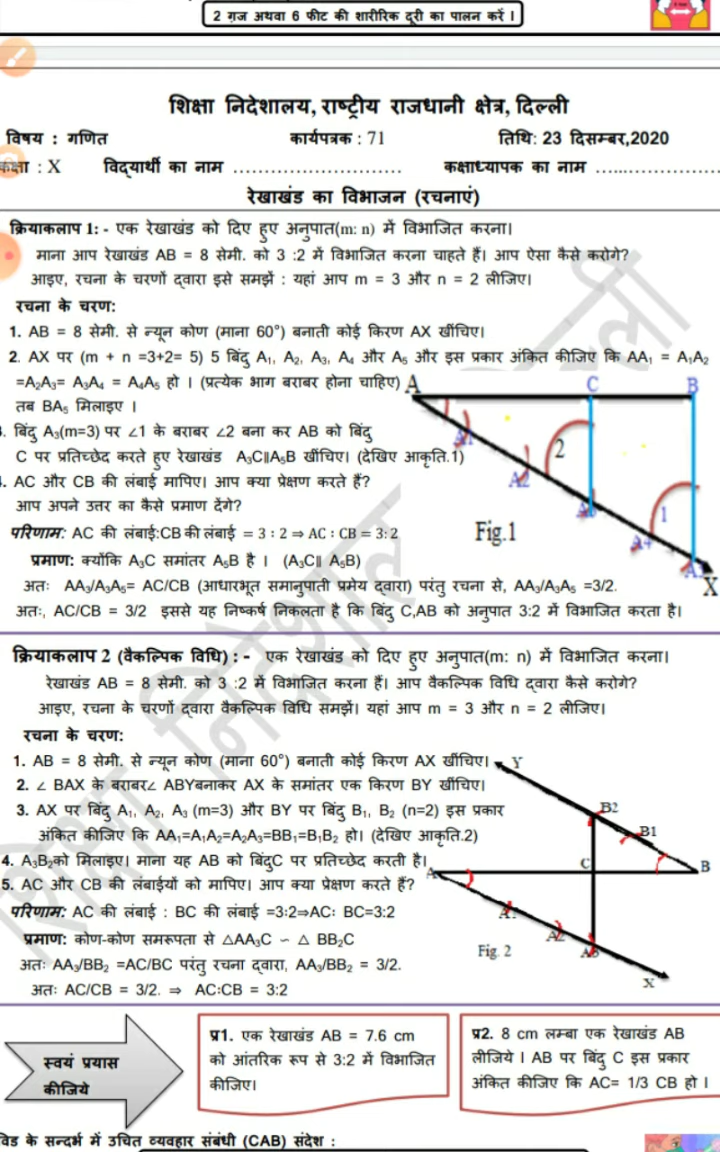 2 ग़ज अथवा 6 फीट की शारीरिक दूरी का पालन करें ।
शिक्षा निदेशालय, राष्ट्रीय राजधानी क्षेत्र, दिल्ली
विषय : गणित कार्यपत्रक : 71 तिथि: 23 दिसम्बर,2020
कक्षा : X विद्यार्थी का नाम ............................ कक्षाध्यापक का नाम ......................
रेखाखंड का विभाजन (रचनाएं)
क्रियाकलाप 1: - एक रेखाखंड को दिए हुए अनुपात(m: n) में विभाजित करना।
माना आप रेखाखंड AB = 8 सेमी. को 3 :2 में विभाजित करना चाहते हैं। आप ऐसा कैसे करोगे?
आइए, रचना के चरणों द्वारा इसे समझें : यहां आप m = 3 और n = 2 लीजिए।
रचना के चरण:
1. AB = 8 सेमी. से न्यून कोण (माना 60°) बनाती कोई किरण AX खींचिए।
2. AX पर (m + n =3+2= 5) 5 बिंदु A₁, A₂, A₃, A₄ और A₅ और इस प्रकार अंकित कीजिए कि AA₁ = A₁A₂
=A₂A₃= A₃A₄ = A₄A₅ हो । (प्रत्येक भाग बराबर होना चाहिए)
तब BA₅ मिलाइए ।
. बिंदु A₃(m=3) पर ∠1 के बराबर ∠2 बना कर AB को बिंदु
C पर प्रतिच्छेद करते हुए रेखाखंड A₃C∥A₅B खींचिए। (देखिए आकृति.1)
. AC और CB की लंबाई मापिए। आप क्या प्रेक्षण करते हैं?
आप अपने उतर का कैसे प्रमाण देंगे?
परिणाम: AC की लंबाई:CB की लंबाई = 3 : 2 ⇒ AC : CB = 3: 2
प्रमाण: क्योंकि A₃C समांतर A₅B है । (A₃C∥ A₅B)
अतः AA₃/A₃A₅= AC/CB (आधारभूत समानुपाती प्रमेय द्वारा) परंतु रचना से, AA₃/A₃A₅ =3/2.
अतः, AC/CB = 3/2 इससे यह निष्कर्ष निकलता है कि बिंदु C,AB को अनुपात 3:2 में विभाजित करता है।
A C B
A1 A2 A3 A4 A5
2 1
Fig.1
X
क्रियाकलाप 2 (वैकल्पिक विधि) : - एक रेखाखंड को दिए हुए अनुपात(m: n) में विभाजित करना।
रेखाखंड AB = 8 सेमी. को 3 :2 में विभाजित करना हैं। आप वैकल्पिक विधि द्वारा कैसे करोगे?
आइए, रचना के चरणों द्वारा वैकल्पिक विधि समझें। यहां आप m = 3 और n = 2 लीजिए।
रचना के चरण:
1. AB = 8 सेमी. से न्यून कोण (माना 60°) बनाती कोई किरण AX खींचिए।
2. ∠ BAX के बराबर∠ ABYबनाकर AX के समांतर एक किरण BY खींचिए।
3. AX पर बिंदु A₁, A₂, A₃ (m=3) और BY पर बिंदु B₁, B₂ (n=2) इस प्रकार
अंकित कीजिए कि AA₁=A₁A₂=A₂A₃=BB₁=B₁B₂ हो। (देखिए आकृति.2)
4. A₃B₂को मिलाइए। माना यह AB को बिंदुC पर प्रतिच्छेद करती है।
5. AC और CB की लंबाईयों को मापिए। आप क्या प्रेक्षण करते हैं?
परिणाम: AC की लंबाई : BC की लंबाई =3:2⇒AC: BC=3:2
प्रमाण: कोण-कोण समरूपता से △AA₃C ∽ △ BB₂C
अतः AA₃/BB₂ =AC/BC परंतु रचना द्वारा, AA₃/BB₂ = 3/2.
अतः AC/CB = 3/2. ⇒ AC:CB = 3:2
Y
B2
B1
A C B
A1
A2
A3
Fig. 2
X
स्वयं प्रयास
कीजिये
प्र1. एक रेखाखंड AB = 7.6 cm
को आंतरिक रूप से 3:2 में विभाजित
कीजिए।
प्र2. 8 cm लम्बा एक रेखाखंड AB
लीजिये । AB पर बिंदु C इस प्रकार
अंकित कीजिए कि AC= 1/3 CB हो ।
विड के सन्दर्भ में उचित व्यवहार संबंधी (CAB) संदेश :